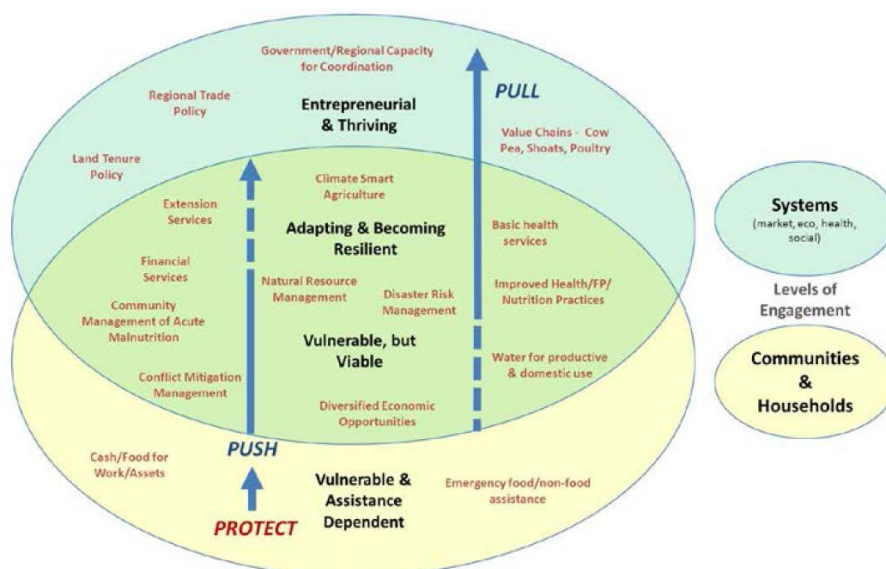 Government/Regional Capacity
for Coordination
PULL
Regional Trade
Policy
Entrepreneurial
& Thriving
Value Chains - Cow
Pea, Shoats, Poultry
Land Tenure
Policy
Climate Smart
Agriculture
Extension
Services
Adapting & Becoming
Resilient
Basic health
services
Systems
(market, eco, health,
social)
Financial
Services
Natural Resource
Management
Disaster Risk
Management
Improved Health/FP/
Nutrition Practices
Levels of
Engagement
Community
Management of Acute
Malnutrition
Vulnerable, but
Viable
Water for productive
& domestic use
Communities
&
Households
Conflict Mitigation
Management
Diversified Economic
Opportunities
PUSH
Cash/Food for
Work/Assets
Vulnerable &
Assistance
Dependent
Emergency food/non-food
assistance
PROTECT